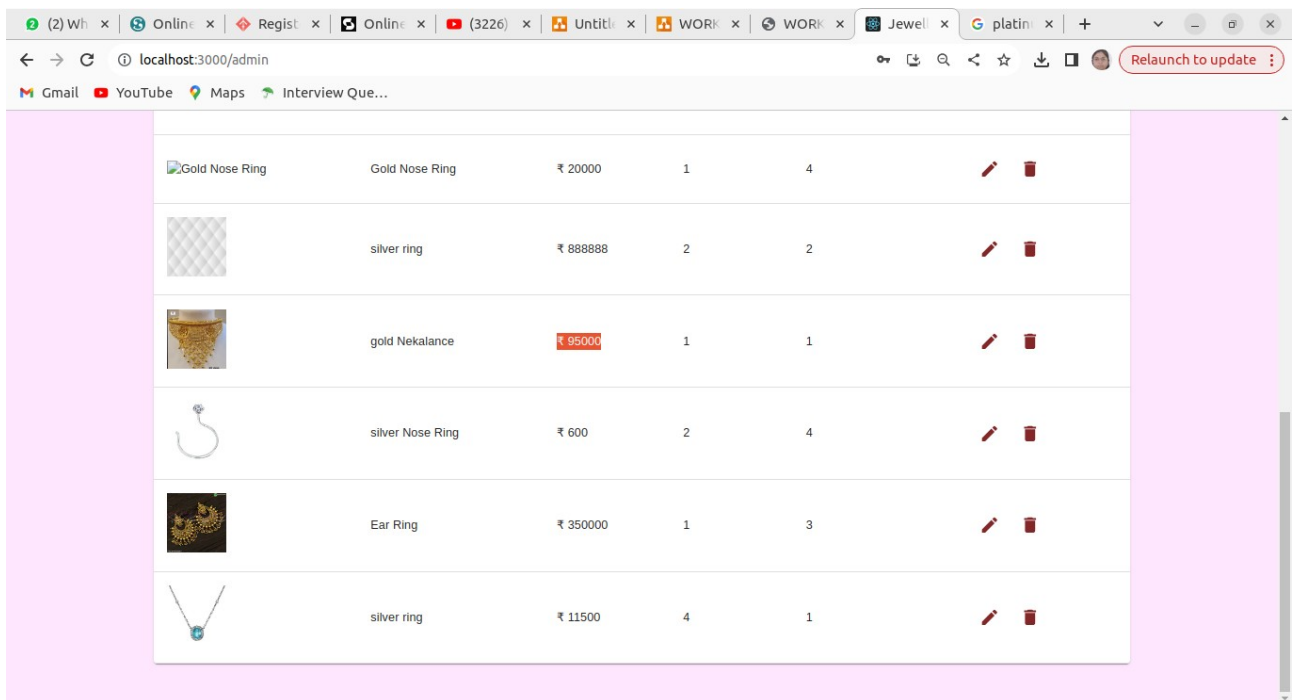 (2) Wh Online Regist Online (3226) Untitle WORK WORK Jewell platin
localhost:3000/admin Relaunch to update
Gmail YouTube Maps Interview Que...
Gold Nose Ring Gold Nose Ring ₹ 20000 1 4
silver ring ₹ 888888 2 2
gold Nekalance ₹ 95000 1 1
silver Nose Ring ₹ 600 2 4
Ear Ring ₹ 350000 1 3
silver ring ₹ 11500 4 1